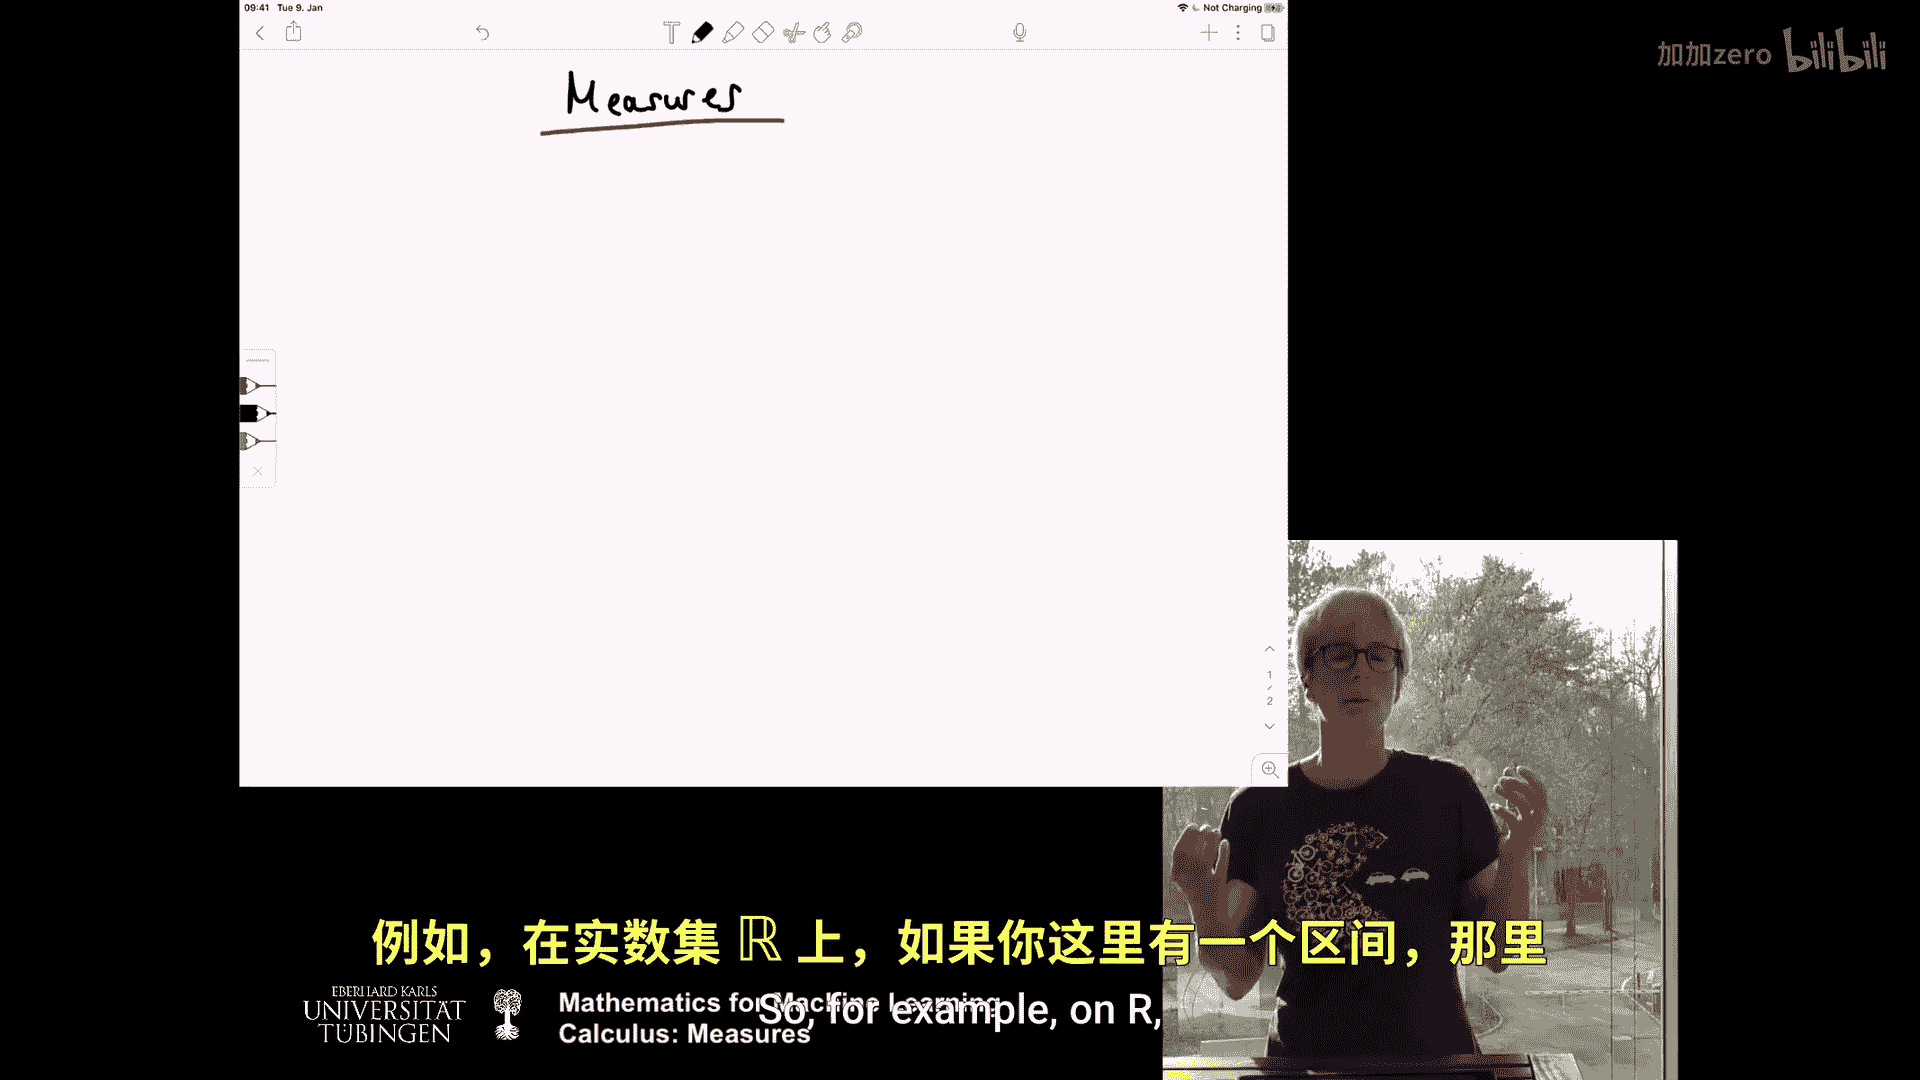 09:41 Tue 9. Jan
Not Charging
加加zero bilibili
Measures
1
2
例如，在实数集 ℝ 上，如果你这里有一个区间，那里
So, for example, on R,
EBERHARD KARLS
UNIVERSITÄT
TÜBINGEN
Mathematics for Machine Learning
Calculus: Measures